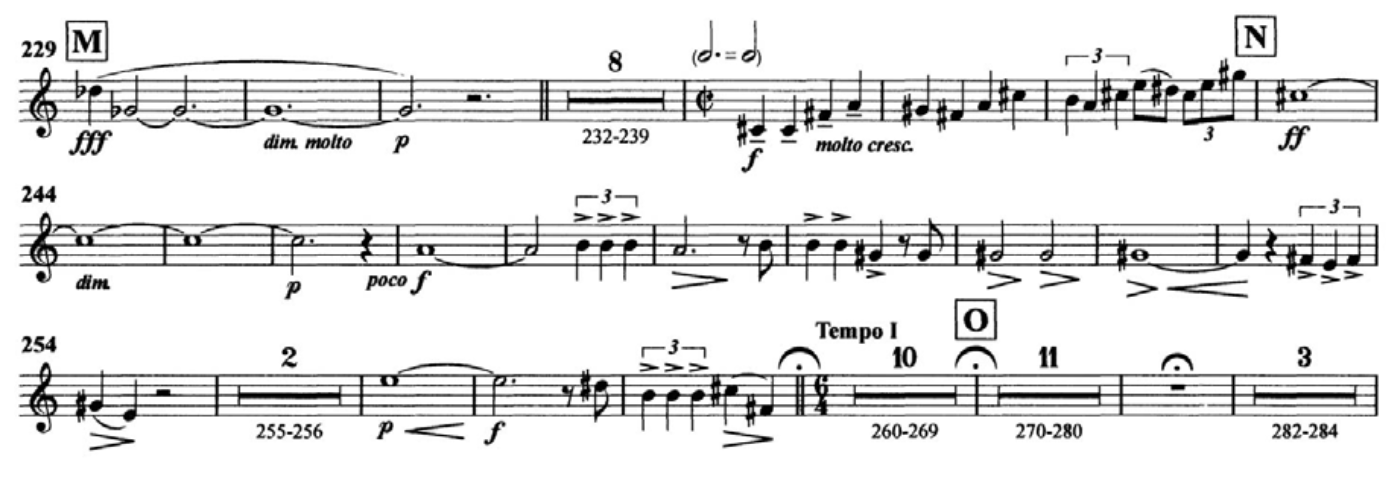 229 M
8
( . = )
N
3
fff dim. molto p 232-239 f molto cresc. 3 ff
244
3
3
dim. p poco f
254
2
3
Tempo I
10
O
11
3
6
4
255-256 p f 260-269 270-280 282-284